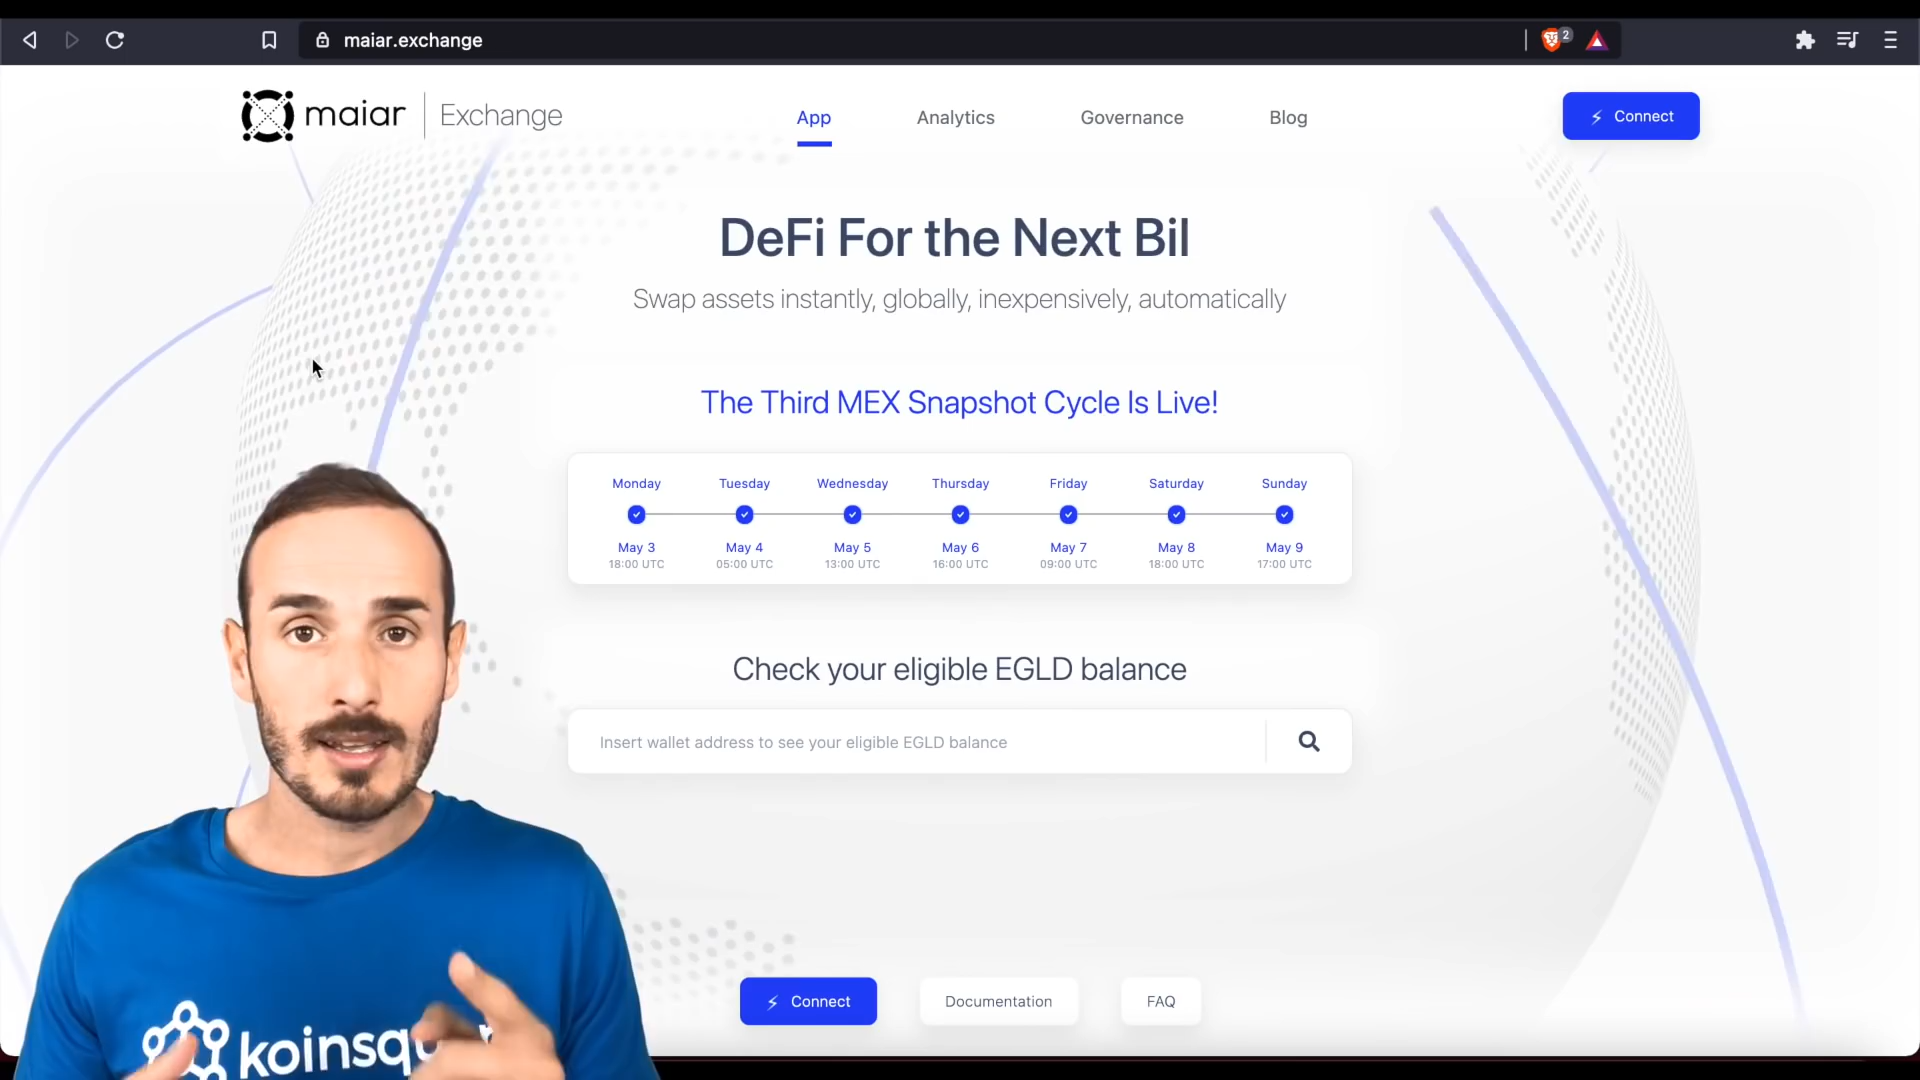 maiar.exchange
2
maiar | Exchange
App
Analytics
Governance
Blog
Connect
DeFi For the Next Bil
Swap assets instantly, globally, inexpensively, automatically
The Third MEX Snapshot Cycle Is Live!
Monday Tuesday Wednesday Thursday Friday Saturday Sunday
May 3 May 4 May 5 May 6 May 7 May 8 May 9
18:00 UTC 05:00 UTC 13:00 UTC 16:00 UTC 09:00 UTC 18:00 UTC 17:00 UTC
Check your eligible EGLD balance
Insert wallet address to see your eligible EGLD balance
Connect
Documentation
FAQ
koinsqu